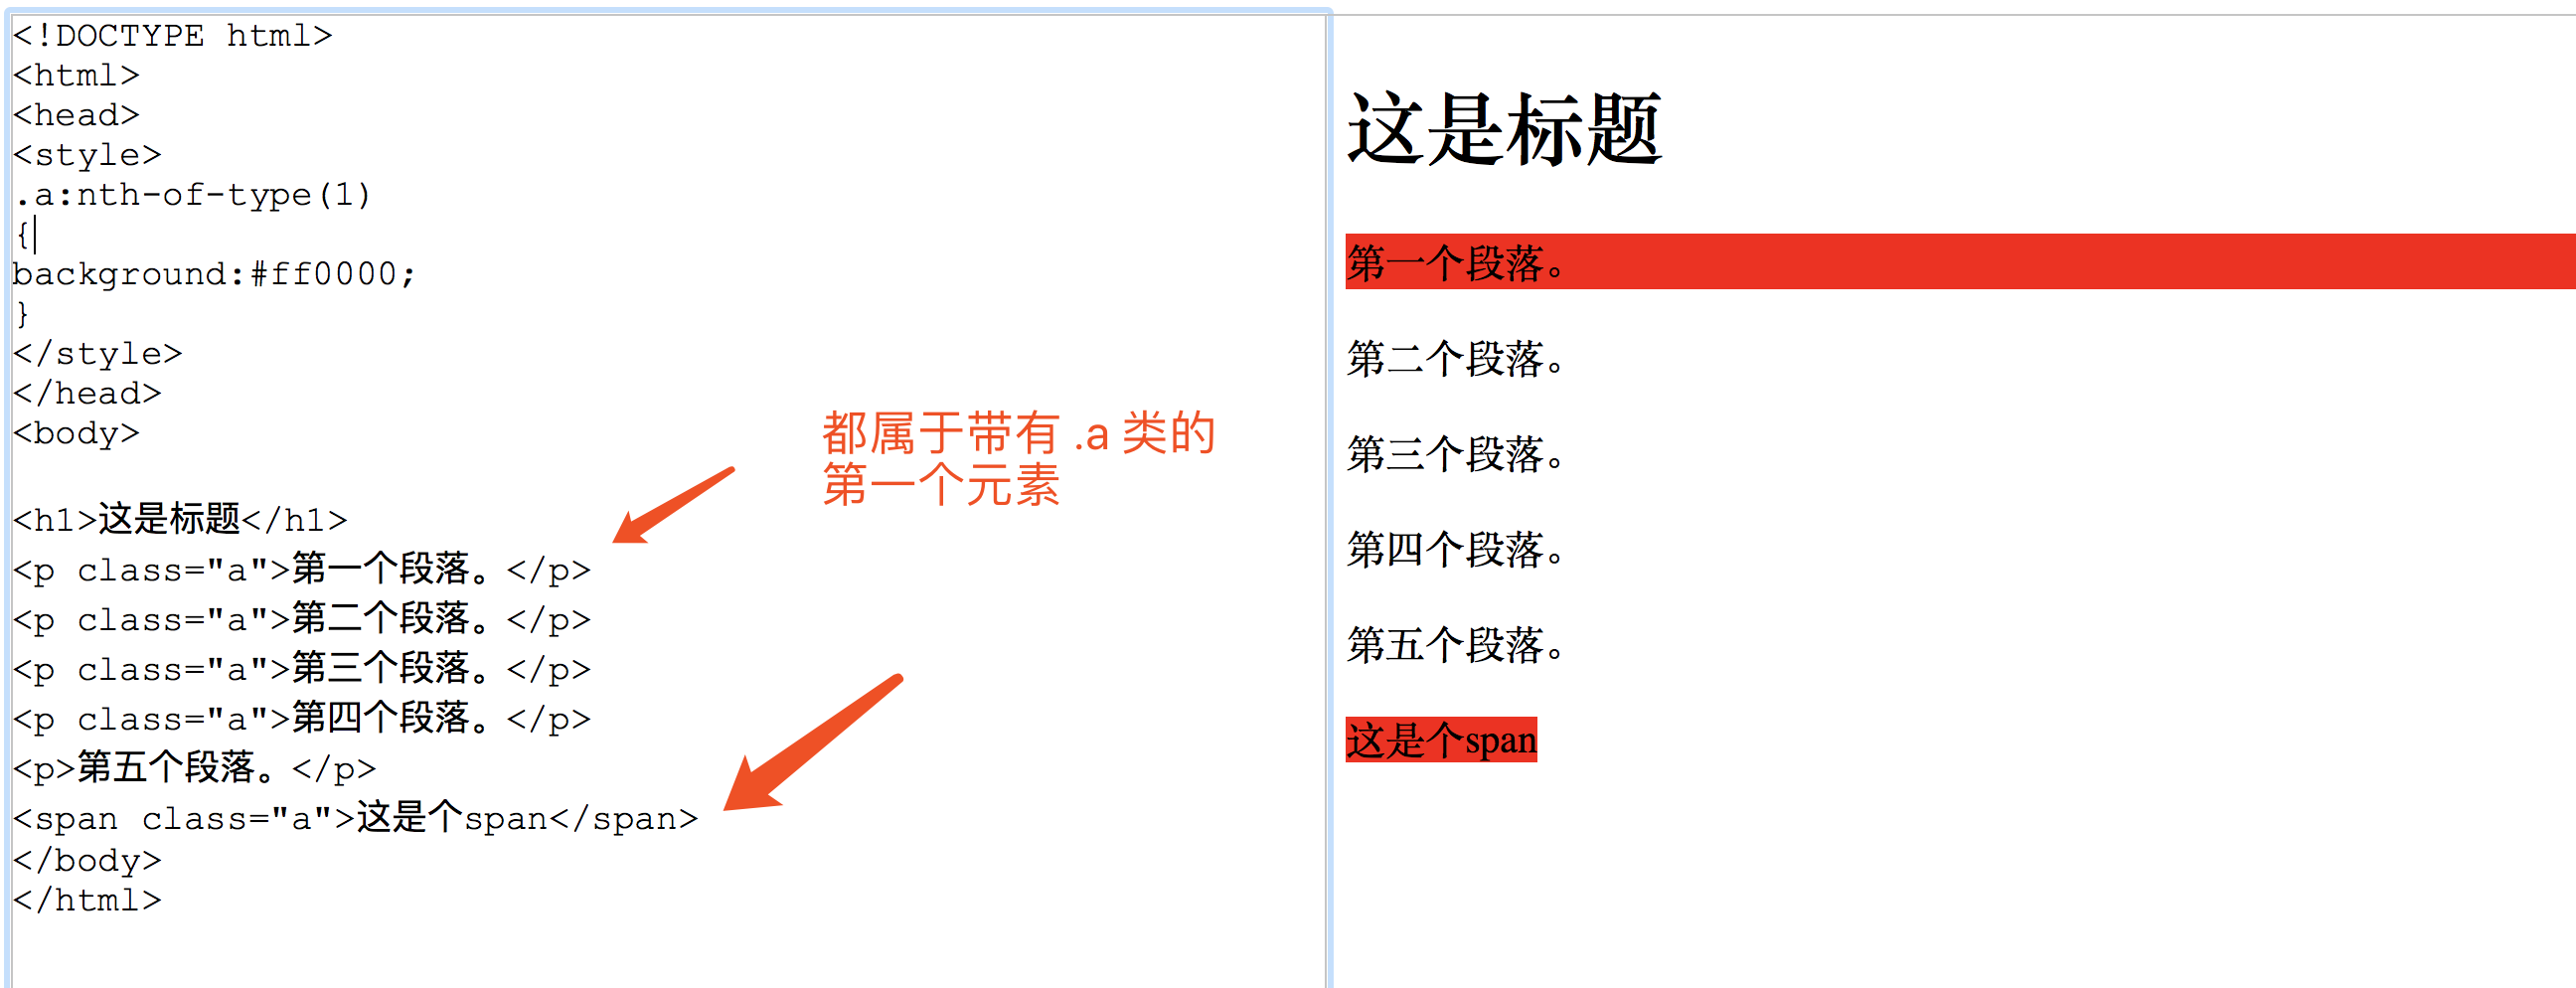 <!DOCTYPE html>
<html>
<head>
<style>
.a:nth-of-type(1)
{
background:#ff0000;
}
</style>
</head>
<body>
<h1>这是标题</h1>
<p class="a">第一个段落。</p>
<p class="a">第二个段落。</p>
<p class="a">第三个段落。</p>
<p class="a">第四个段落。</p>
<p>第五个段落。</p>
<span class="a">这是个span</span>
</body>
</html>
都属于带有 .a 类的
第一个元素
这是标题
第一个段落。
第二个段落。
第三个段落。
第四个段落。
第五个段落。
这是个span